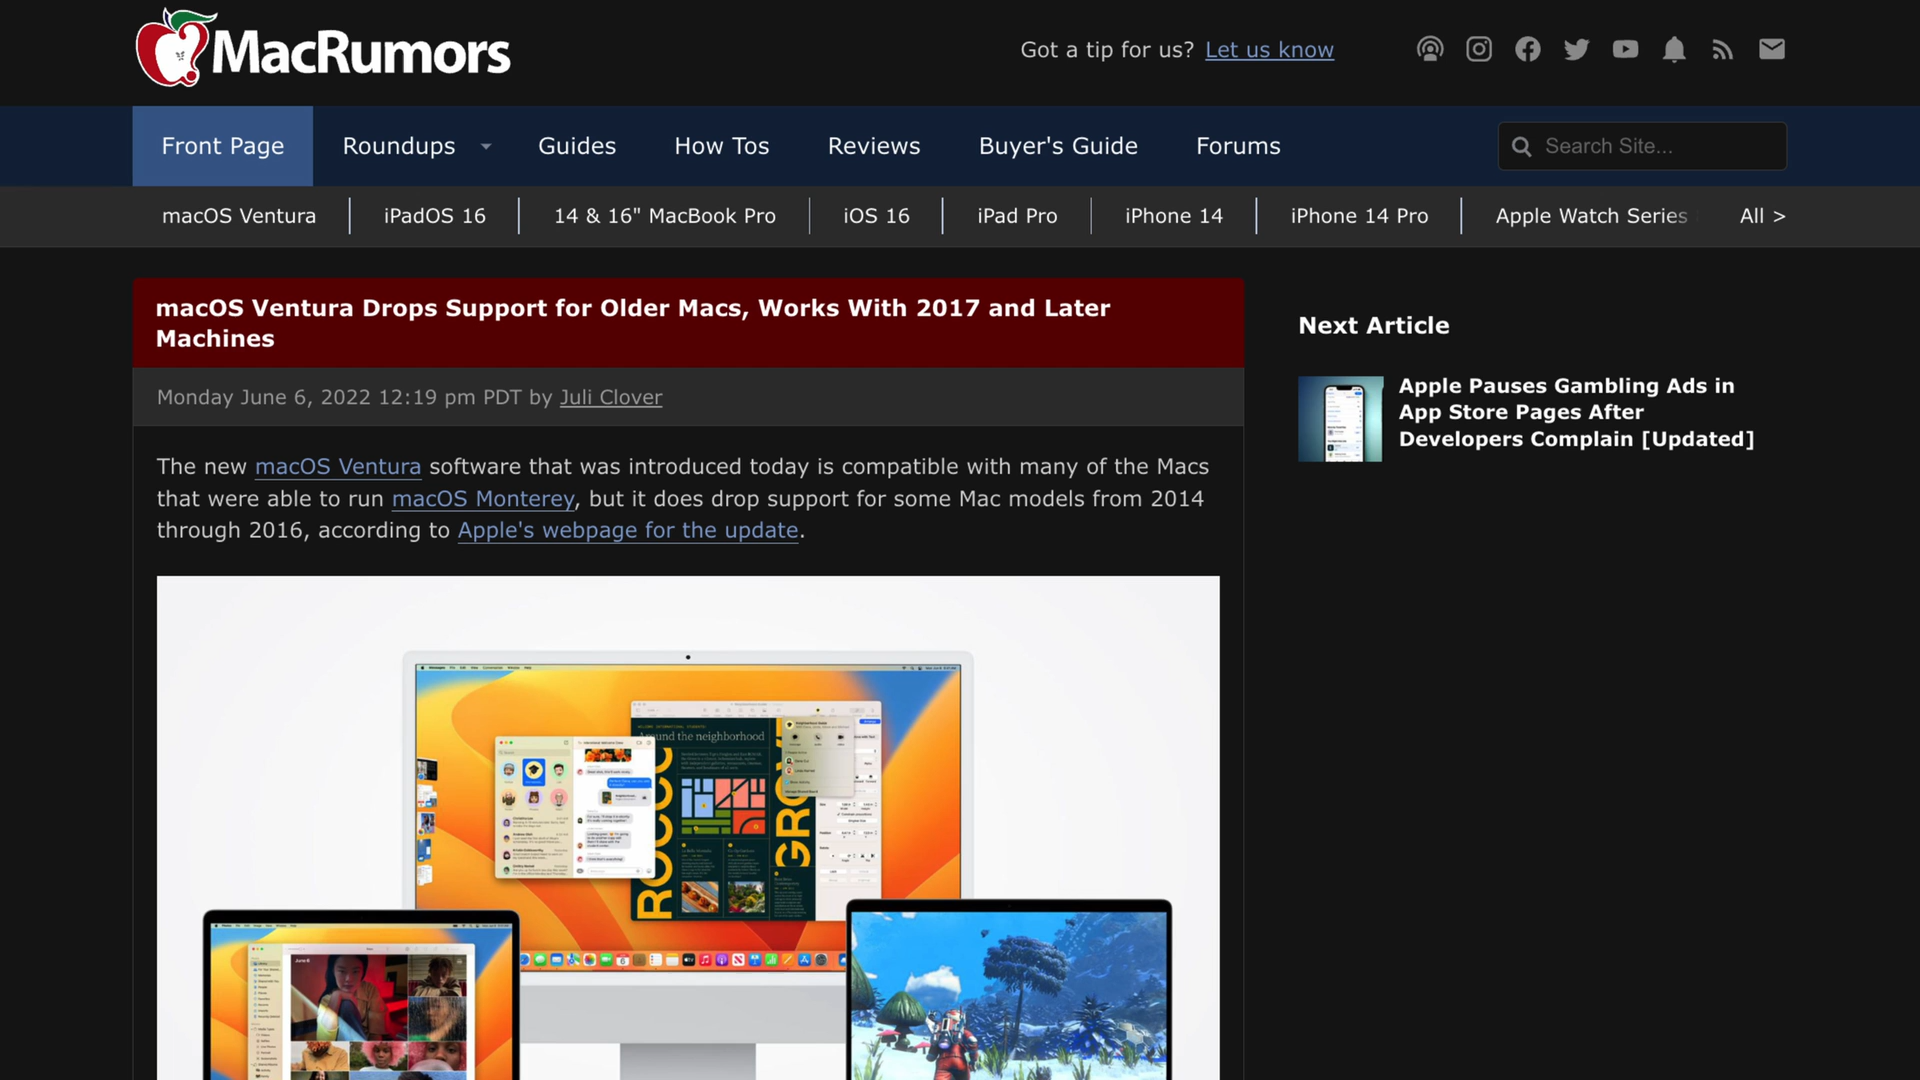 MacRumors
Got a tip for us? Let us know
Front Page
Roundups
Guides
How Tos
Reviews
Buyer's Guide
Forums
Search Site...
macOS Ventura
iPadOS 16
14 & 16" MacBook Pro
iOS 16
iPad Pro
iPhone 14
iPhone 14 Pro
Apple Watch Series
All >
macOS Ventura Drops Support for Older Macs, Works With 2017 and Later
Machines
Monday June 6, 2022 12:19 pm PDT by Juli Clover
The new macOS Ventura software that was introduced today is compatible with many of the Macs
that were able to run macOS Monterey, but it does drop support for some Mac models from 2014
through 2016, according to Apple's webpage for the update.
Around the neighborhood
ROCCO
GRO
Next Article
Apple Pauses Gambling Ads in
App Store Pages After
Developers Complain [Updated]